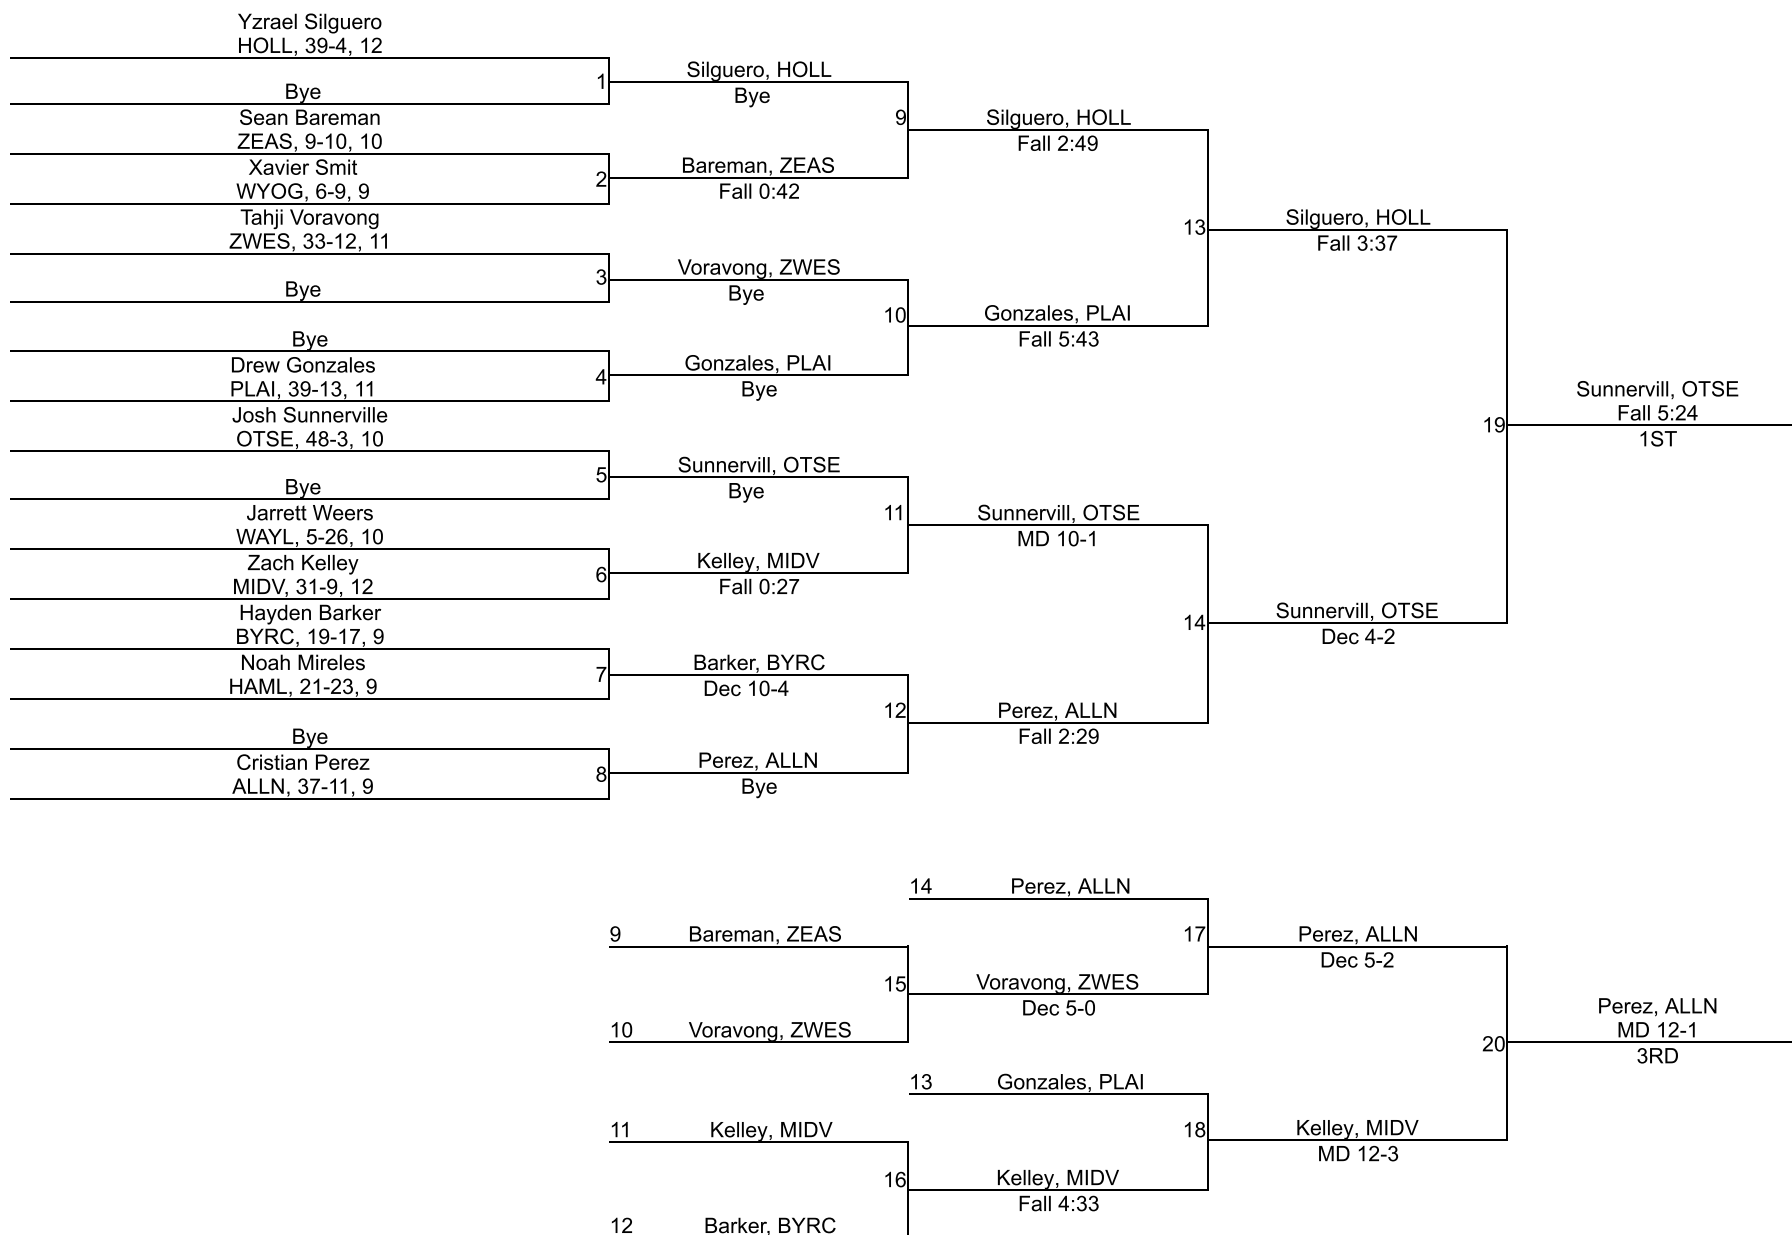 Yzrael Silguero
HOLL, 39-4, 12
Bye
1
Silguero, HOLL
Bye
Sean Bareman
ZEAS, 9-10, 10
Xavier Smit
WYOG, 6-9, 9
2
Bareman, ZEAS
Fall 0:42
9
Silguero, HOLL
Fall 2:49
Tahji Voravong
ZWES, 33-12, 11
Bye
3
Voravong, ZWES
Bye
Bye
Drew Gonzales
PLAI, 39-13, 11
4
Gonzales, PLAI
Bye
10
Gonzales, PLAI
Fall 5:43
13
Silguero, HOLL
Fall 3:37
Josh Sunnerville
OTSE, 48-3, 10
Bye
5
Sunnervill, OTSE
Bye
Jarrett Weers
WAYL, 5-26, 10
Zach Kelley
MIDV, 31-9, 12
6
Kelley, MIDV
Fall 0:27
11
Sunnervill, OTSE
MD 10-1
Hayden Barker
BYRC, 19-17, 9
Noah Mireles
HAML, 21-23, 9
7
Barker, BYRC
Dec 10-4
Bye
Cristian Perez
ALLN, 37-11, 9
8
Perez, ALLN
Bye
12
Perez, ALLN
Fall 2:29
14
Sunnervill, OTSE
Dec 4-2
19
Sunnervill, OTSE
Fall 5:24
1ST
14
Perez, ALLN
9
Bareman, ZEAS
10
Voravong, ZWES
15
Voravong, ZWES
Dec 5-0
17
Perez, ALLN
Dec 5-2
13
Gonzales, PLAI
11
Kelley, MIDV
12
Barker, BYRC
16
Kelley, MIDV
Fall 4:33
18
Kelley, MIDV
MD 12-3
20
Perez, ALLN
MD 12-1
3RD